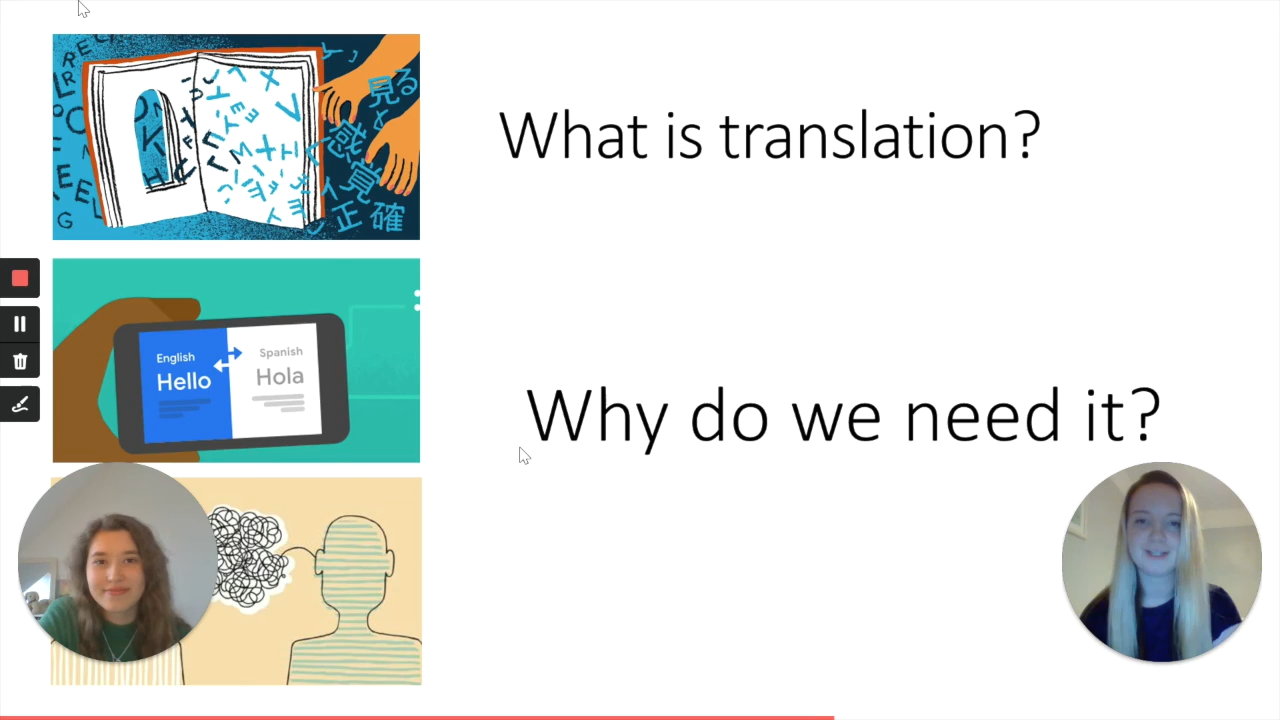 What is translation?
見る
感覚
正確
English
Hello
Spanish
Hola
Why do we need it?